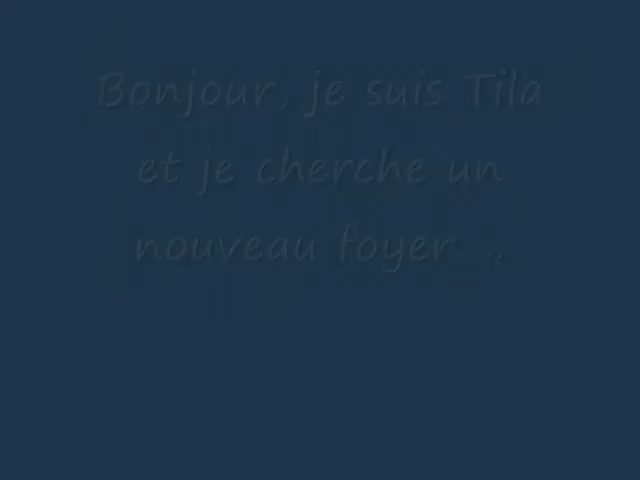 Bonjour, je suis Tila
et je cherche un
nouveau foyer ...